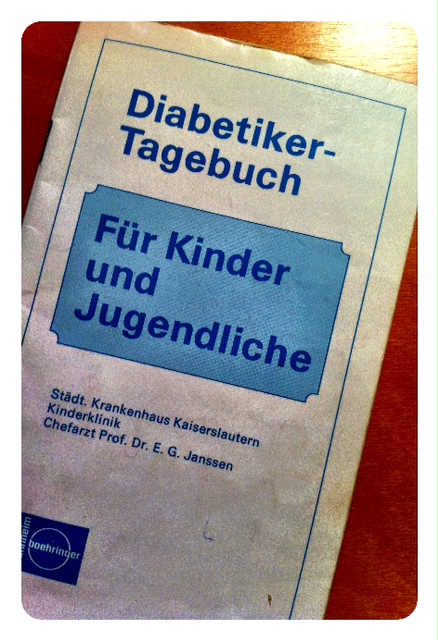 Diabetiker-
Tagebuch
Für Kinder
und
Jugendliche
Städt. Krankenhaus Kaiserslautern
Kinderklinik
Chefarzt Prof. Dr. E. G. Janssen
boehringer